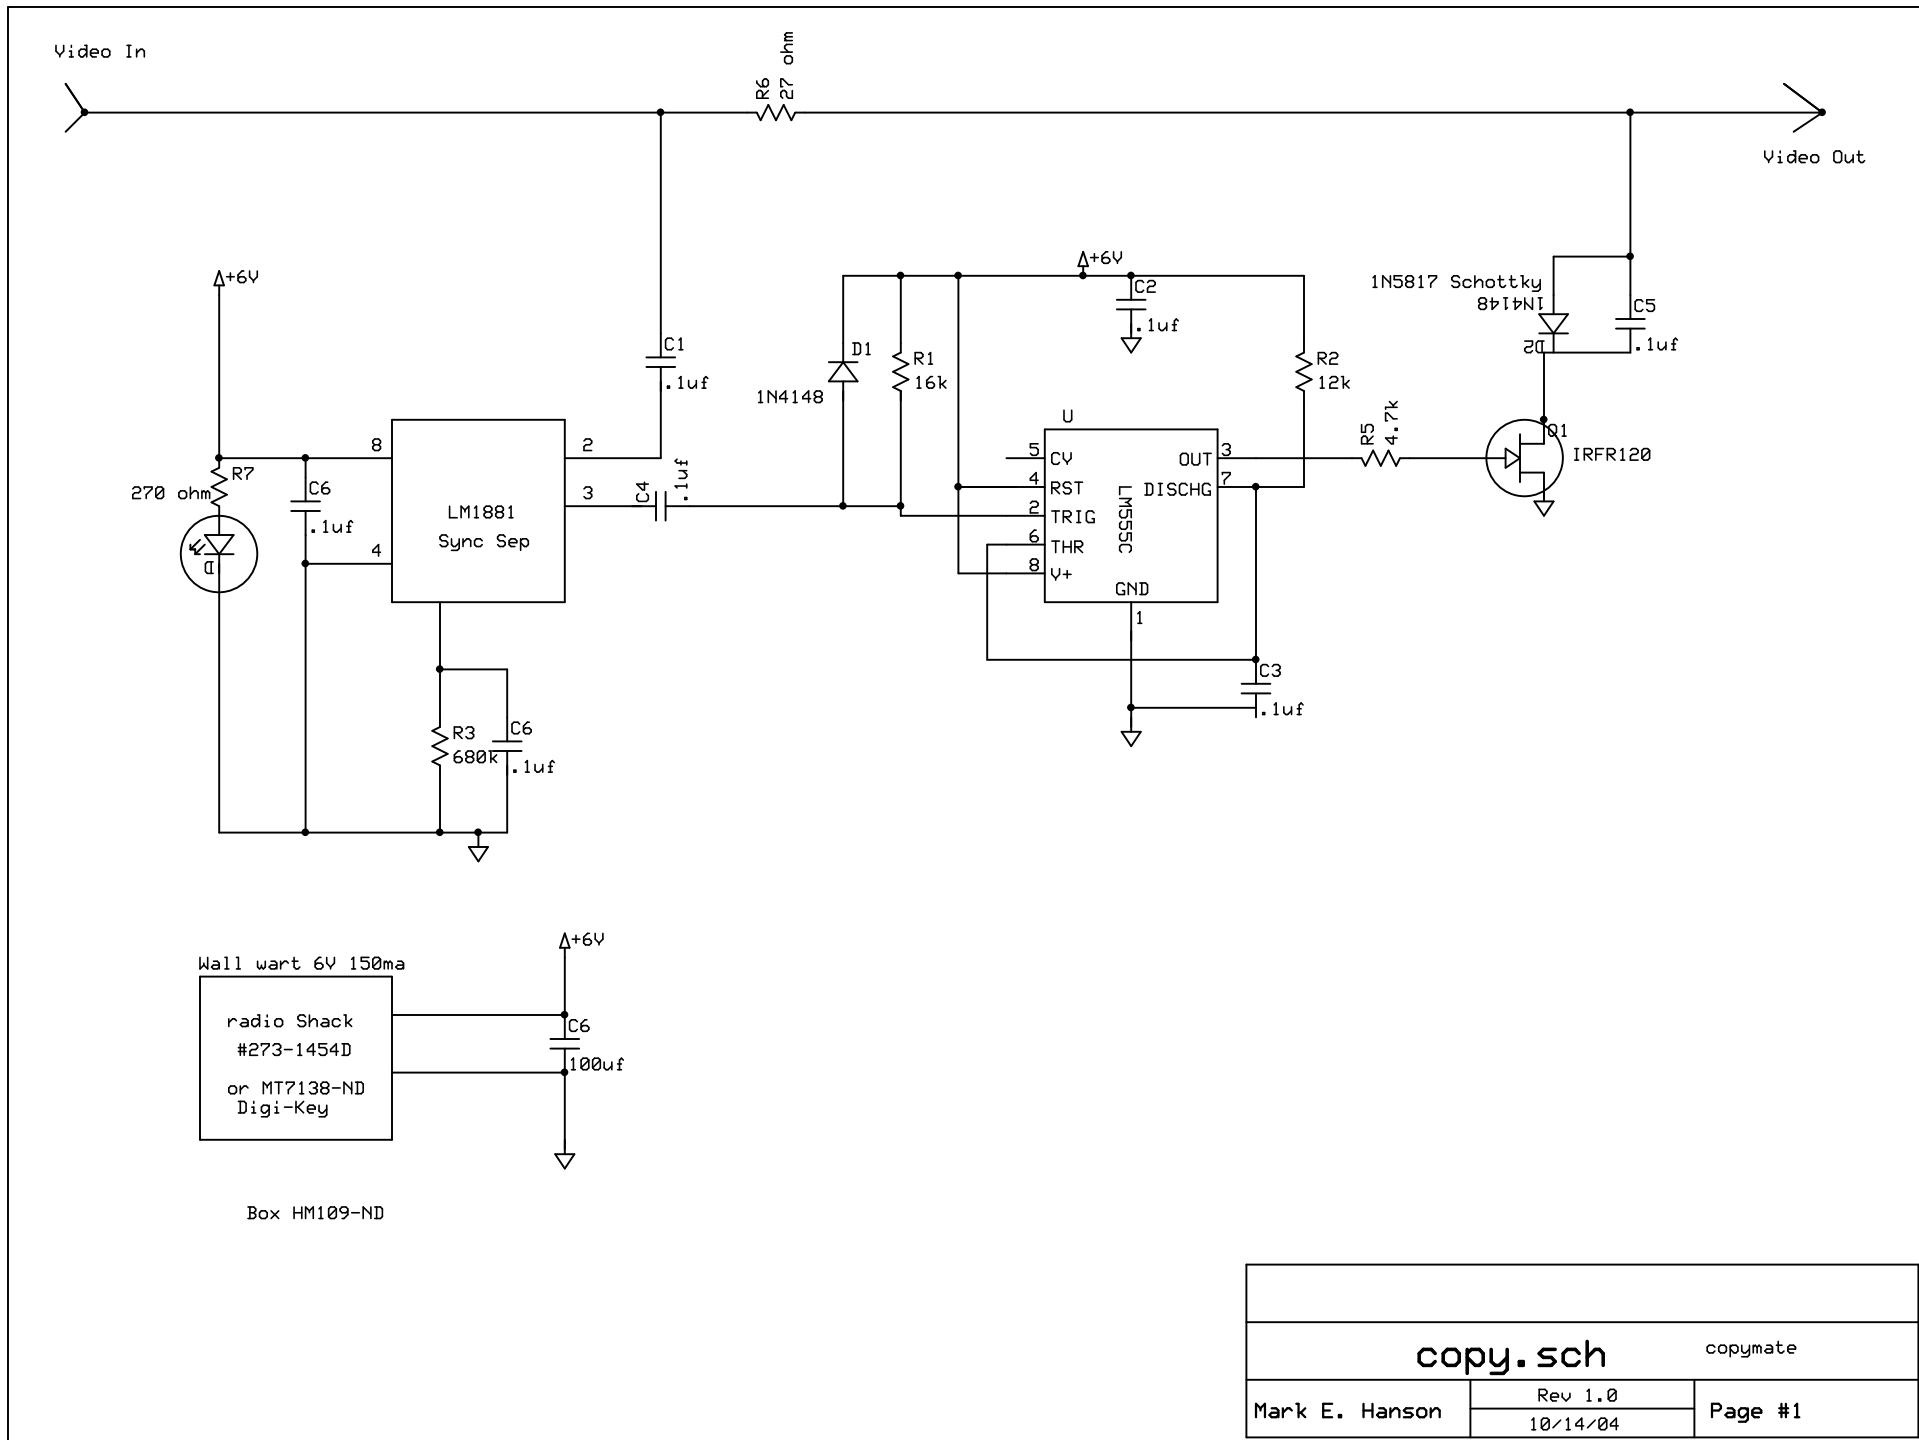 Video In
R6
27 ohm
Video Out
+6V
+6V
C2
.1uf
1N5817 Schottky
1N4148
C5
.1uf
D2
C1
.1uf
D1
1N4148
R1
16k
R2
12k
U
8
2
3
4
R7
270 ohm
C6
.1uf
D
LM1881
Sync Sep
C4
.1uf
5
CV
4
RST
2
TRIG
6
THR
8
V+
LM555C
OUT
3
DISCHG
7
GND
1
R5
4.7k
Q1
IRFR120
C3
.1uf
R3
680k
C6
.1uf
+6V
Wall wart 6V 150ma
radio Shack
#273-1454D
or MT7138-ND
Digi-Key
C6
100uf
Box HM109-ND
copy.sch
copymate
Mark E. Hanson
Rev 1.0
10/14/04
Page #1